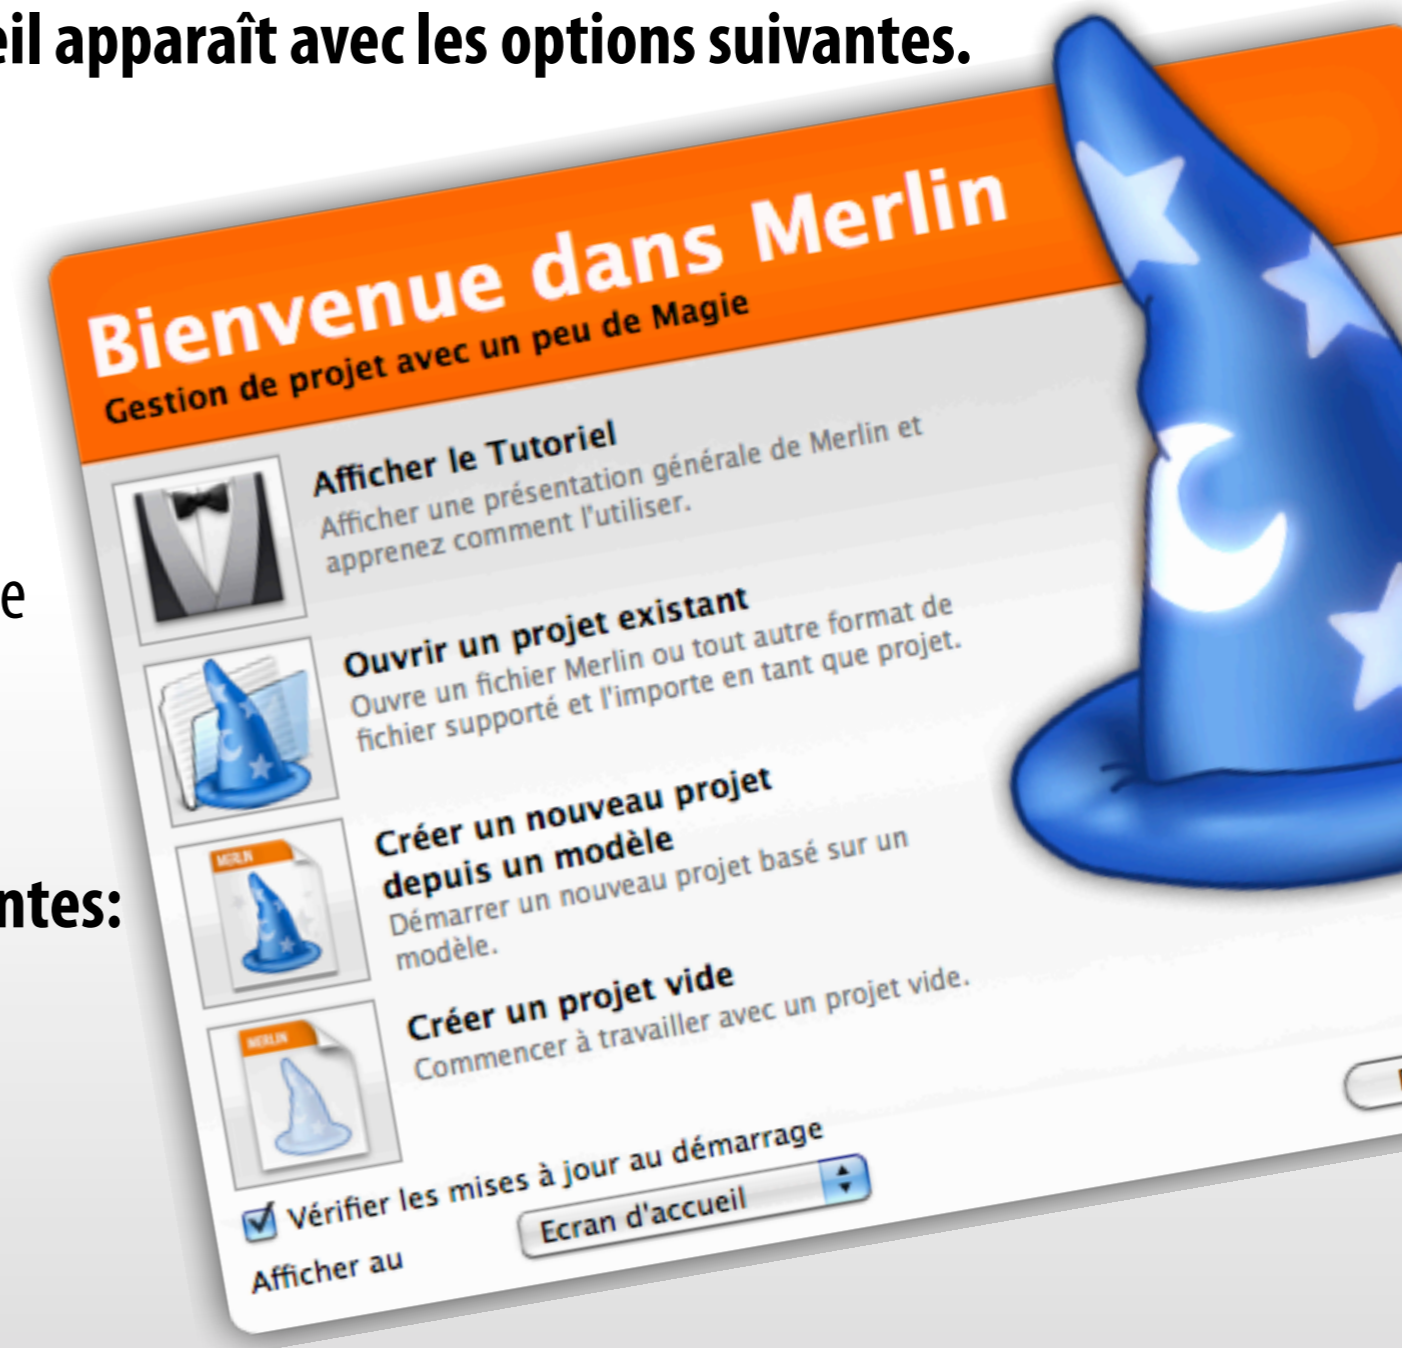 eil apparaît avec les options suivantes.
Bienvenue dans Merlin
Gestion de projet avec un peu de Magie
Afficher le Tutoriel
Afficher une présentation générale de Merlin et
apprenez comment l'utiliser.
e
Ouvrir un projet existant
Ouvre un fichier Merlin ou tout autre format de
fichier supporté et l'importe en tant que projet.
MERLIN
Créer un nouveau projet
depuis un modèle
Démarrer un nouveau projet basé sur un
modèle.
ntes:
MERLIN
Créer un projet vide
Commencer à travailler avec un projet vide.
Vérifier les mises à jour au démarrage
Afficher au
Ecran d'accueil